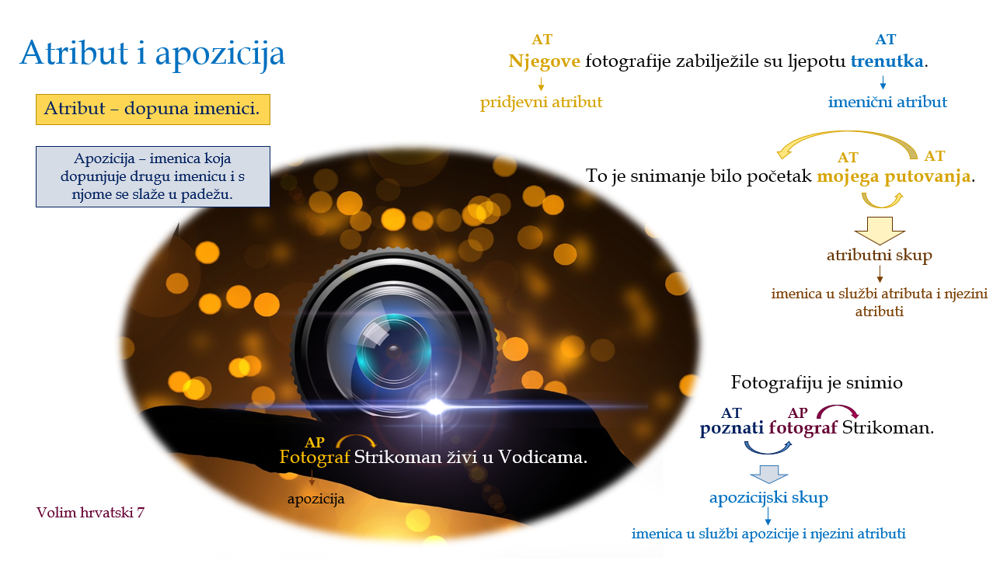 Atribut i apozicija
Atribut – dopuna imenici.
Apozicija – imenica koja
dopunjuje drugu imenicu i s
njome se slaže u padežu.
AT AT
Njegove fotografije zabilježile su ljepotu trenutka.
pridjevni atribut imenični atribut
AT AT
To je snimanje bilo početak mojega putovanja.
atributni skup
imenica u službi atributa i njezini
atributi
Fotografiju je snimio
AT AP
poznati fotograf Strikoman.
apozicijski skup
imenica u službi apozicije i njezini atributi
AP
Fotograf Strikoman živi u Vodicama.
apozicija
Volim hrvatski 7